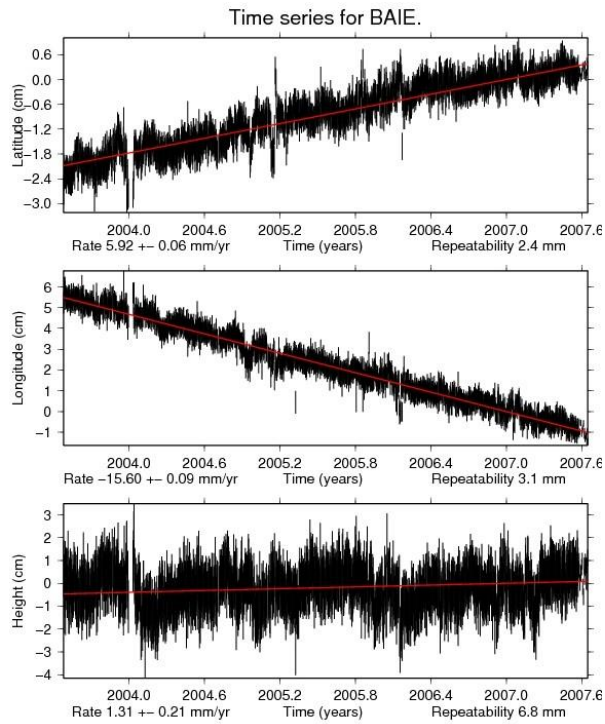 Time series for BAIE.
Latitude (cm)
0.6
0.0
−0.6
−1.2
−1.8
−2.4
−3.0
2004.0 2004.6 2005.2 2005.8 2006.4 2007.0 2007.6
Rate 5.92 +− 0.06 mm/yr Time (years) Repeatability 2.4 mm
Longitude (cm)
6
5
4
3
2
1
0
−1
2004.0 2004.6 2005.2 2005.8 2006.4 2007.0 2007.6
Rate −15.60 +− 0.09 mm/yr Time (years) Repeatability 3.1 mm
Height (cm)
3
2
1
0
−1
−2
−3
−4
2004.0 2004.6 2005.2 2005.8 2006.4 2007.0 2007.6
Rate 1.31 +− 0.21 mm/yr Time (years) Repeatability 6.8 mm